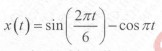 x(t) = sin(2πt/6) − cos πt